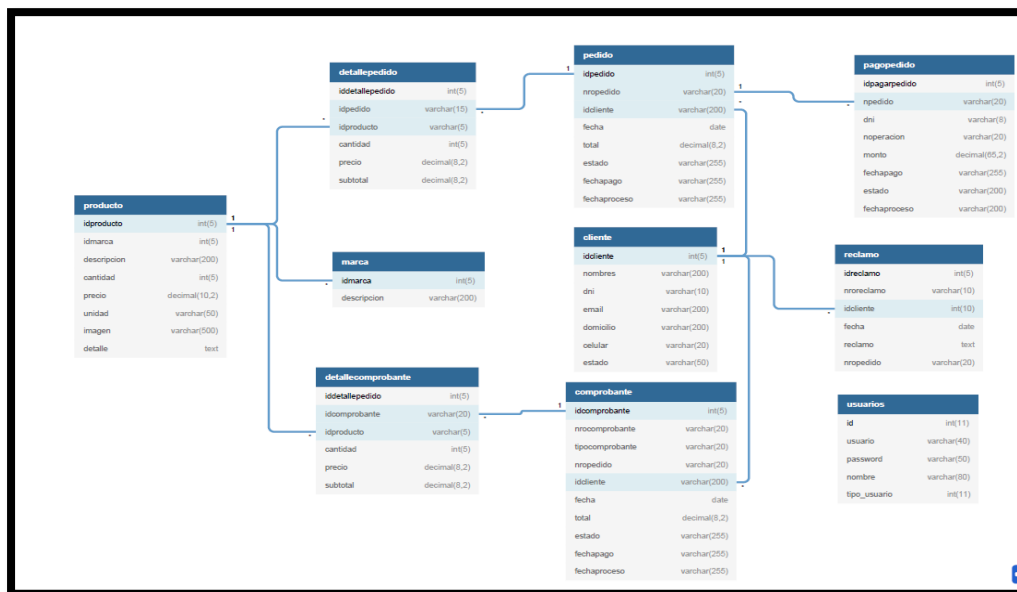 detallepedido
iddetallepedido int(5)
idpedido varchar(15)
idproducto varchar(5)
cantidad int(5)
precio decimal(8,2)
subtotal decimal(8,2)
pedido
idpedido int(5)
nropedido varchar(20)
idcliente varchar(200)
fecha date
total decimal(8,2)
estado varchar(255)
fechapago varchar(255)
fechaproceso varchar(255)
pagopedido
idpagarpedido int(5)
npedido varchar(20)
dni varchar(8)
noperacion varchar(20)
monto decimal(65,2)
fechapago varchar(255)
estado varchar(200)
fechaproceso varchar(200)
producto
idproducto int(5)
idmarca int(5)
descripcion varchar(200)
cantidad int(5)
precio decimal(10,2)
unidad varchar(50)
imagen varchar(500)
detalle text
marca
idmarca int(5)
descripcion varchar(200)
cliente
idcliente int(5)
nombres varchar(200)
dni varchar(10)
email varchar(200)
domicilio varchar(200)
celular varchar(20)
estado varchar(50)
reclamo
idreclamo int(5)
nroreclamo varchar(10)
idcliente int(10)
fecha date
reclamo text
nropedido varchar(20)
detallecomprobante
iddetallepedido int(5)
idcomprobante varchar(20)
idproducto varchar(5)
cantidad int(5)
precio decimal(8,2)
subtotal decimal(8,2)
comprobante
idcomprobante int(5)
nrocomprobante varchar(20)
tipocomprobante varchar(20)
nropedido varchar(20)
idcliente varchar(200)
fecha date
total decimal(8,2)
estado varchar(255)
fechapago varchar(255)
fechaproceso varchar(255)
usuarios
id int(11)
usuario varchar(40)
password varchar(50)
nombre varchar(80)
tipo_usuario int(11)
1
1
1
1
1
1
1